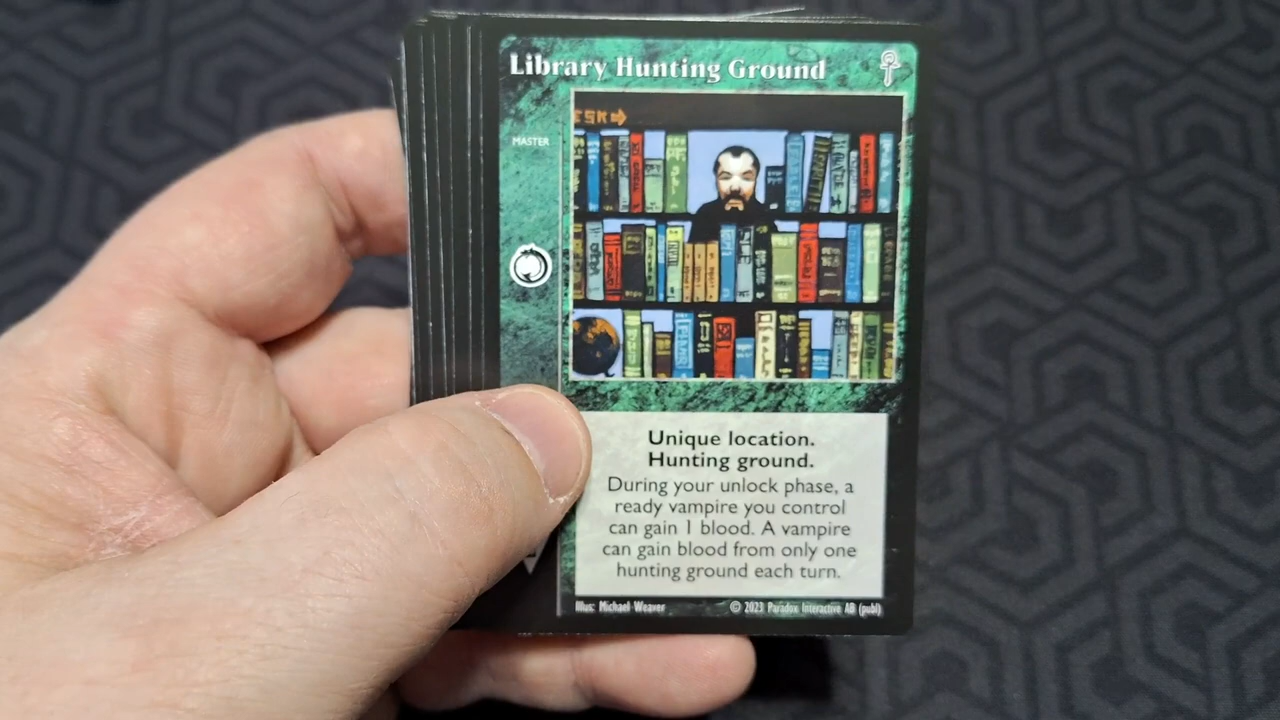 Library Hunting Ground
MASTER
Unique location.
Hunting ground.
During your unlock phase, a
ready vampire you control
can gain 1 blood. A vampire
can gain blood from only one
hunting ground each turn.
Illus: Michael Weaver
© 2023 Paradox Interactive AB (publ)